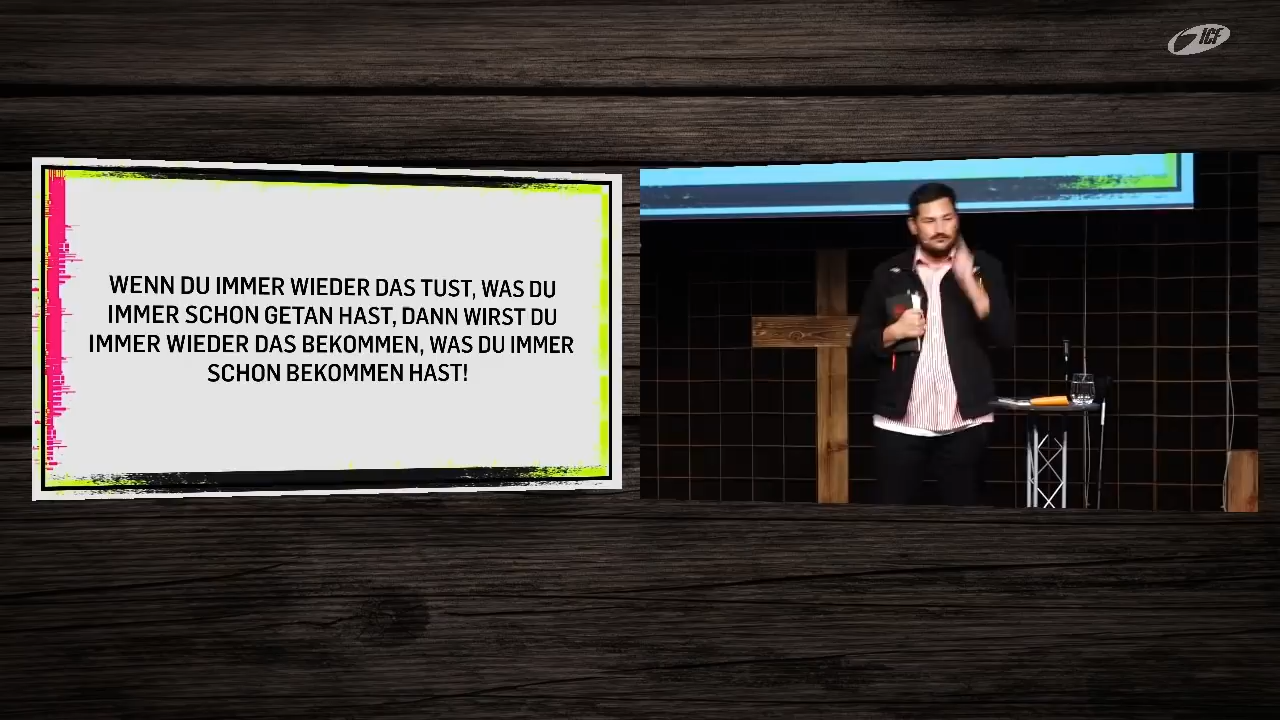 ICF
WENN DU IMMER WIEDER DAS TUST, WAS DU
IMMER SCHON GETAN HAST, DANN WIRST DU
IMMER WIEDER DAS BEKOMMEN, WAS DU IMMER
SCHON BEKOMMEN HAST!